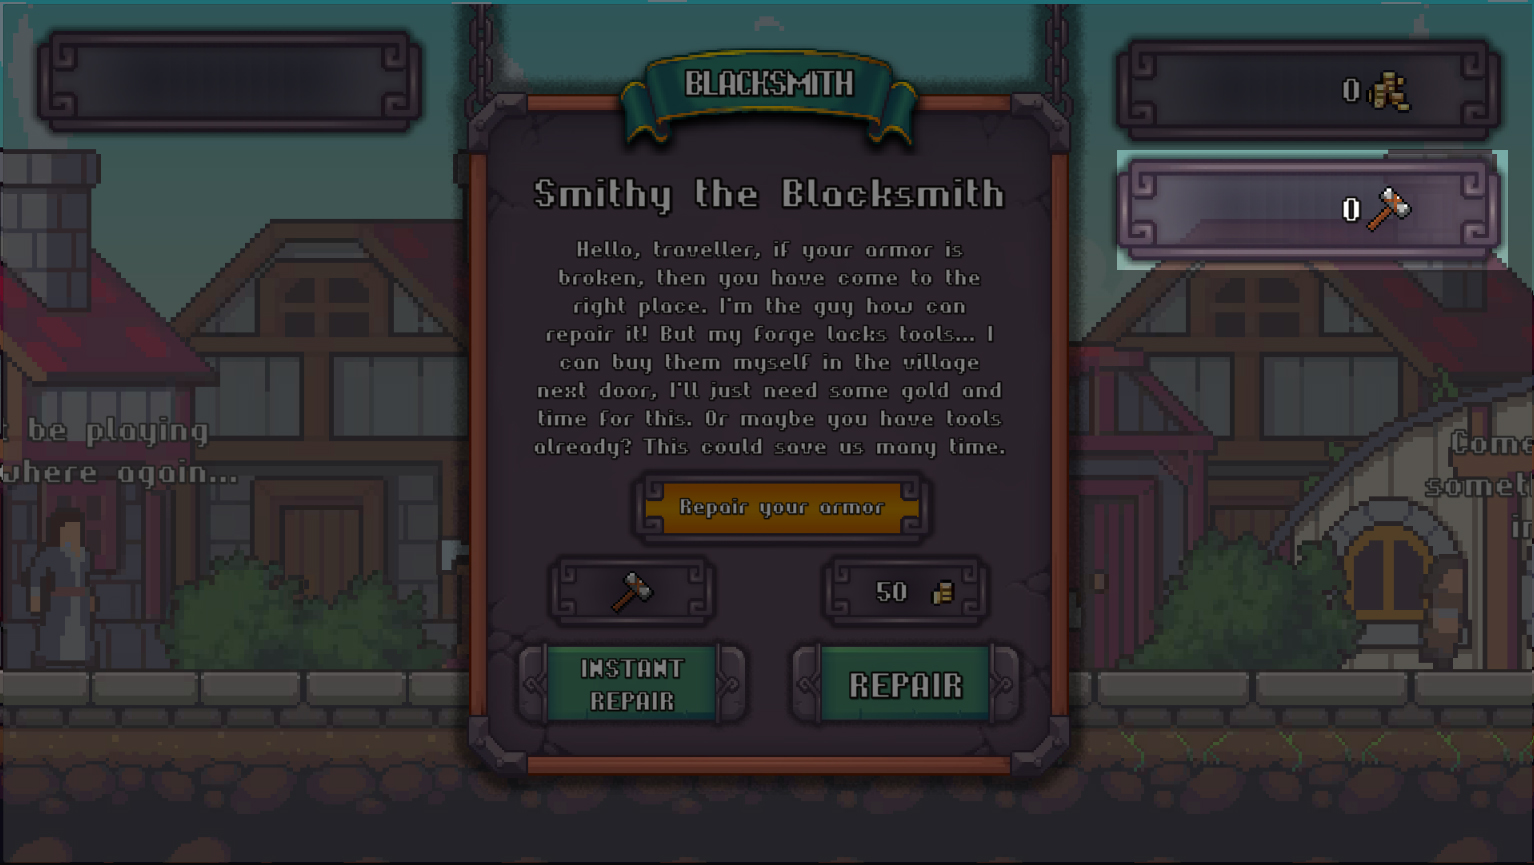 BLACKSMITH
0
0
Smithy the Blacksmith
Hello, traveller, if your armor is
broken, then you have come to the
right place. I'm the guy how can
repair it! But my forge lacks tools... I
can buy them myself in the village
next door, I'll just need some gold and
time for this. Or maybe you have tools
already? This could save us many time.
be playing
where again...
Come
somet
in
Repair your armor
50
INSTANT
REPAIR
REPAIR